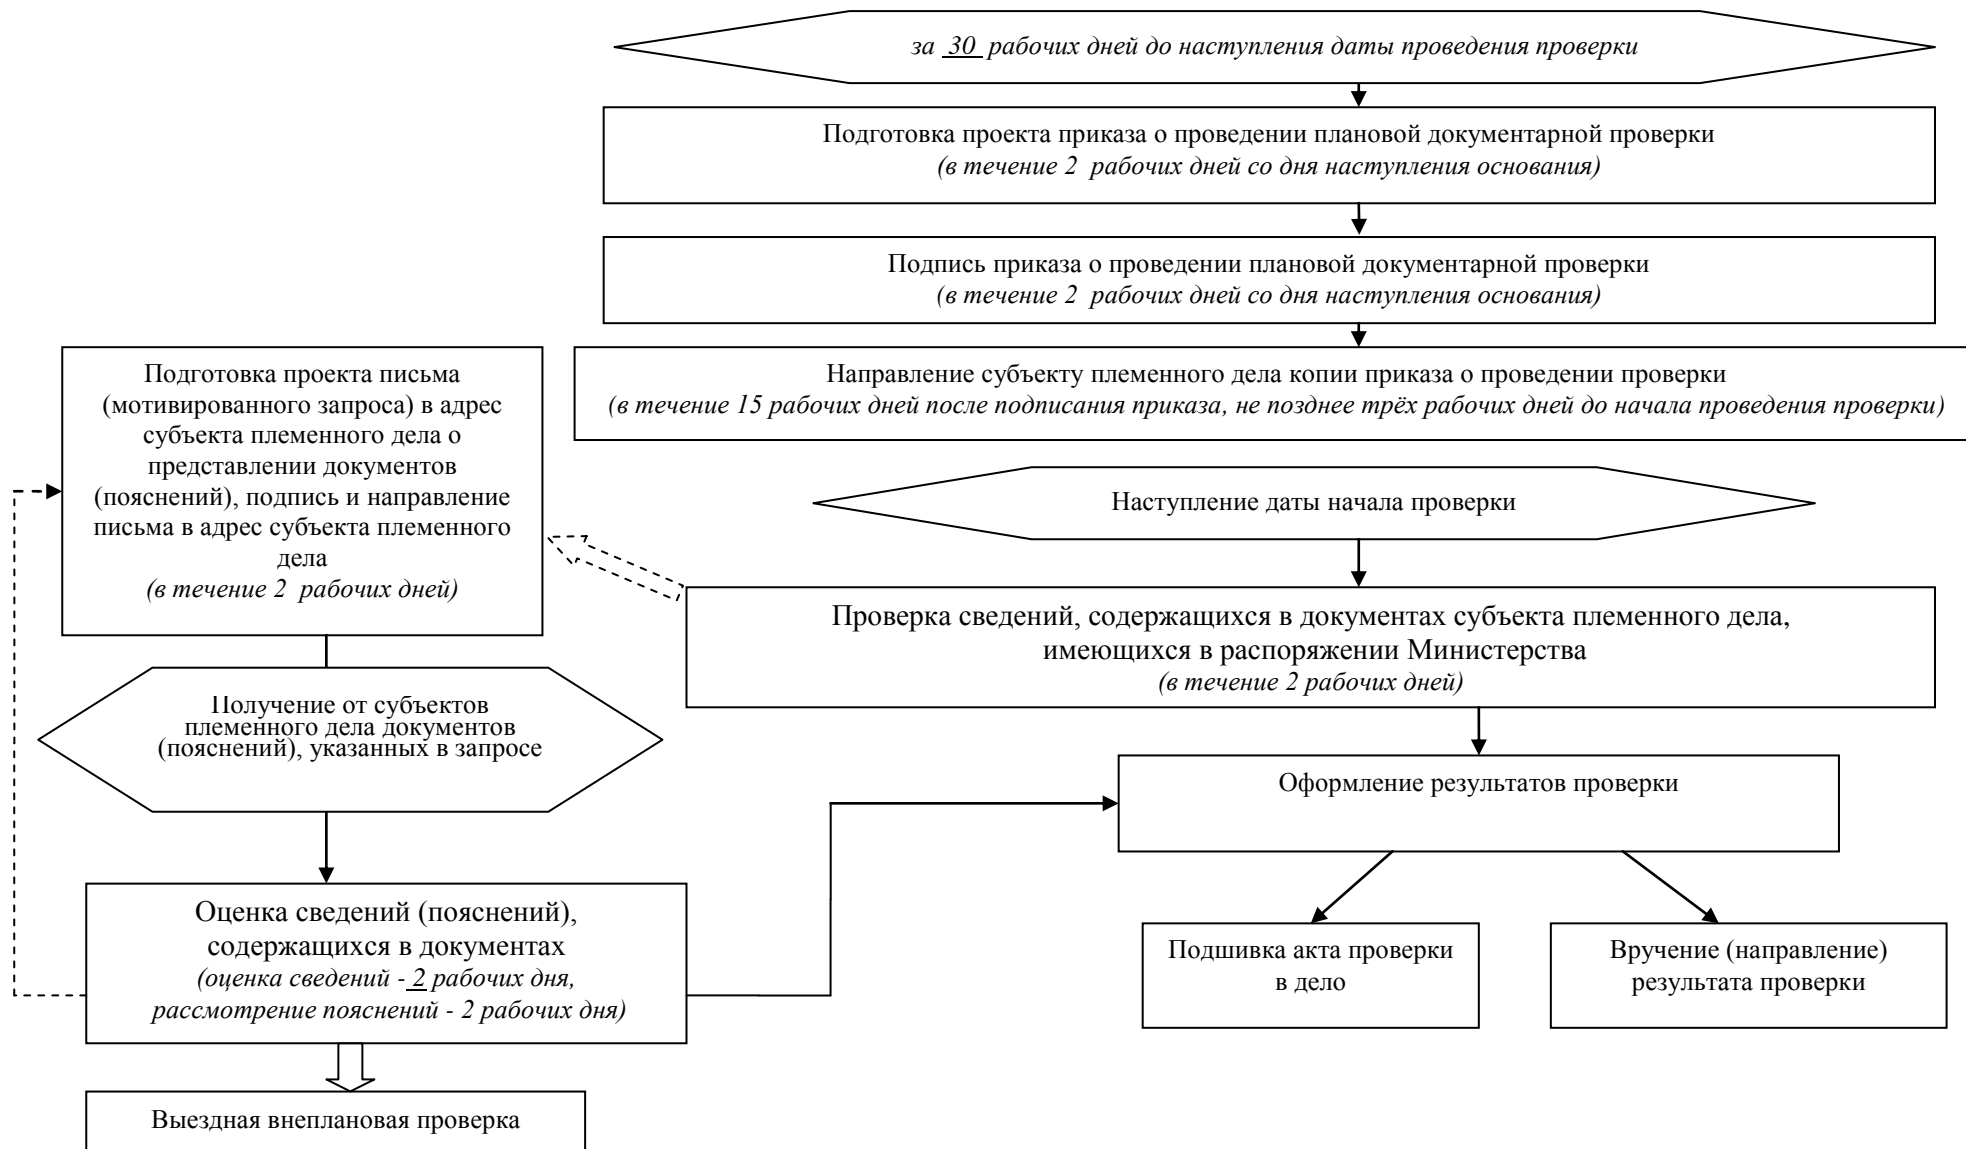 за 30 рабочих дней до наступления даты проведения проверки
Подготовка проекта приказа о проведении плановой документарной проверки
(в течение 2 рабочих дней со дня наступления основания)
Подпись приказа о проведении плановой документарной проверки
(в течение 2 рабочих дней со дня наступления основания)
Направление субъекту племенного дела копии приказа о проведении проверки
(в течение 15 рабочих дней после подписания приказа, не позднее трёх рабочих дней до начала проведения проверки)
Подготовка проекта письма
(мотивированного запроса) в адрес
субъекта племенного дела о
представлении документов
(пояснений), подпись и направление
письма в адрес субъекта племенного
дела
(в течение 2 рабочих дней)
Наступление даты начала проверки
Проверка сведений, содержащихся в документах субъекта племенного дела,
имеющихся в распоряжении Министерства
(в течение 2 рабочих дней)
Получение от субъектов
племенного дела документов
(пояснений), указанных в запросе
Оформление результатов проверки
Оценка сведений (пояснений),
содержащихся в документах
(оценка сведений - 2 рабочих дня,
рассмотрение пояснений - 2 рабочих дня)
Подшивка акта проверки
в дело
Вручение (направление)
результата проверки
Выездная внеплановая проверка